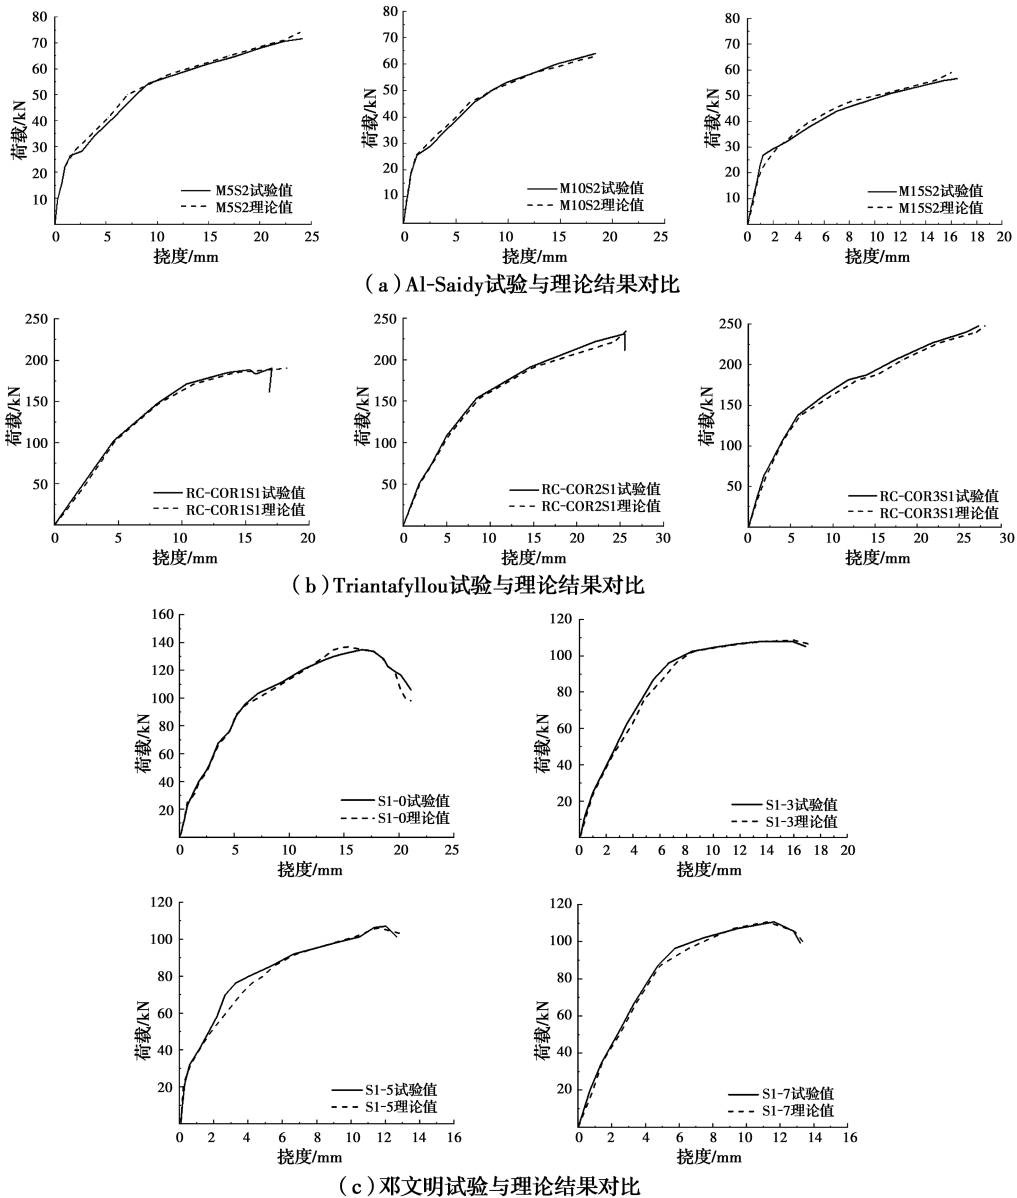 80
70
60
50
40
30
20
10
荷载/kN
M5S2试验值
M5S2理论值
0 5 10 15 20 25
挠度/mm
80
70
60
50
40
30
20
10
荷载/kN
M10S2试验值
M10S2理论值
0 5 10 15 20 25
挠度/mm
80
70
60
50
40
30
20
10
荷载/kN
M15S2试验值
M15S2理论值
0 2 4 6 8 10 12 14 16 18 20
挠度/mm
(a)Al-Saidy试验与理论结果对比
250
200
150
100
50
荷载/kN
RC-COR1S1试验值
RC-COR1S1理论值
0 5 10 15 20
挠度/mm
250
200
150
100
50
荷载/kN
RC-COR2S1试验值
RC-COR2S1理论值
0 5 10 15 20 25 30
挠度/mm
250
200
150
100
50
荷载/kN
RC-COR3S1试验值
RC-COR3S1理论值
0 5 10 15 20 25 30
挠度/mm
(b)Triantafyllou试验与理论结果对比
160
140
120
100
80
60
40
20
荷载/kN
S1-0试验值
S1-0理论值
0 5 10 15 20 25
挠度/mm
120
100
80
60
40
20
荷载/kN
S1-3试验值
S1-3理论值
0 2 4 6 8 10 12 14 16 18 20
挠度/mm
120
100
80
60
40
20
荷载/kN
S1-5试验值
S1-5理论值
0 2 4 6 8 10 12 14 16
挠度/mm
120
100
80
60
40
20
荷载/kN
S1-7试验值
S1-7理论值
0 2 4 6 8 10 12 14 16
挠度/mm
(c)邓文明试验与理论结果对比